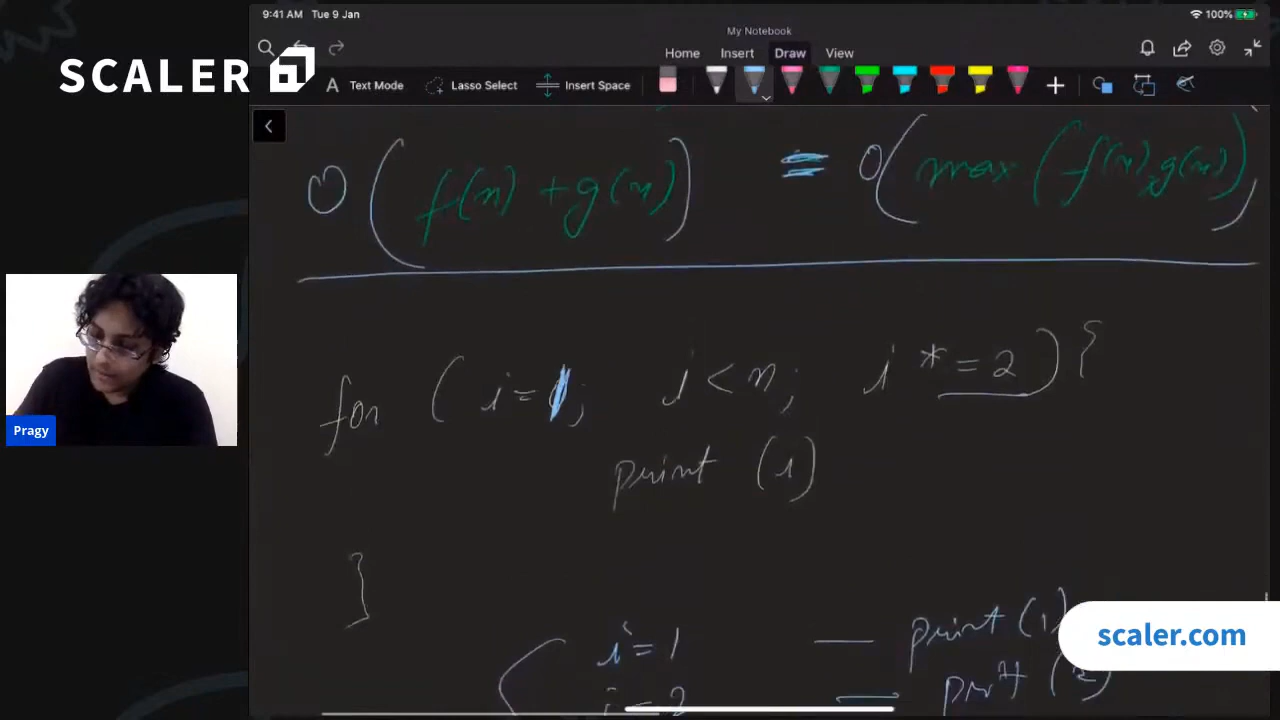 9:41 AM Tue 9 Jan
100%
My Notebook
SCALER
Home Insert Draw View
A Text Mode Lasso Select Insert Space
O ( f(n) + g(n) ) = O( max ( f(n), g(n) )
for ( i = 1; i < n; i * = 2 ) {
print (i)
}
Pragy
i = 1 — print (1)
i = 2 — print (2)
scaler.com